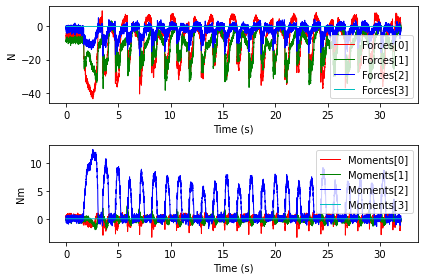 0
−20
−40
N
0
5
10
15
20
25
30
Time (s)
Forces[0]
Forces[1]
Forces[2]
Forces[3]
10
5
0
Nm
0
5
10
15
20
25
30
Time (s)
Moments[0]
Moments[1]
Moments[2]
Moments[3]